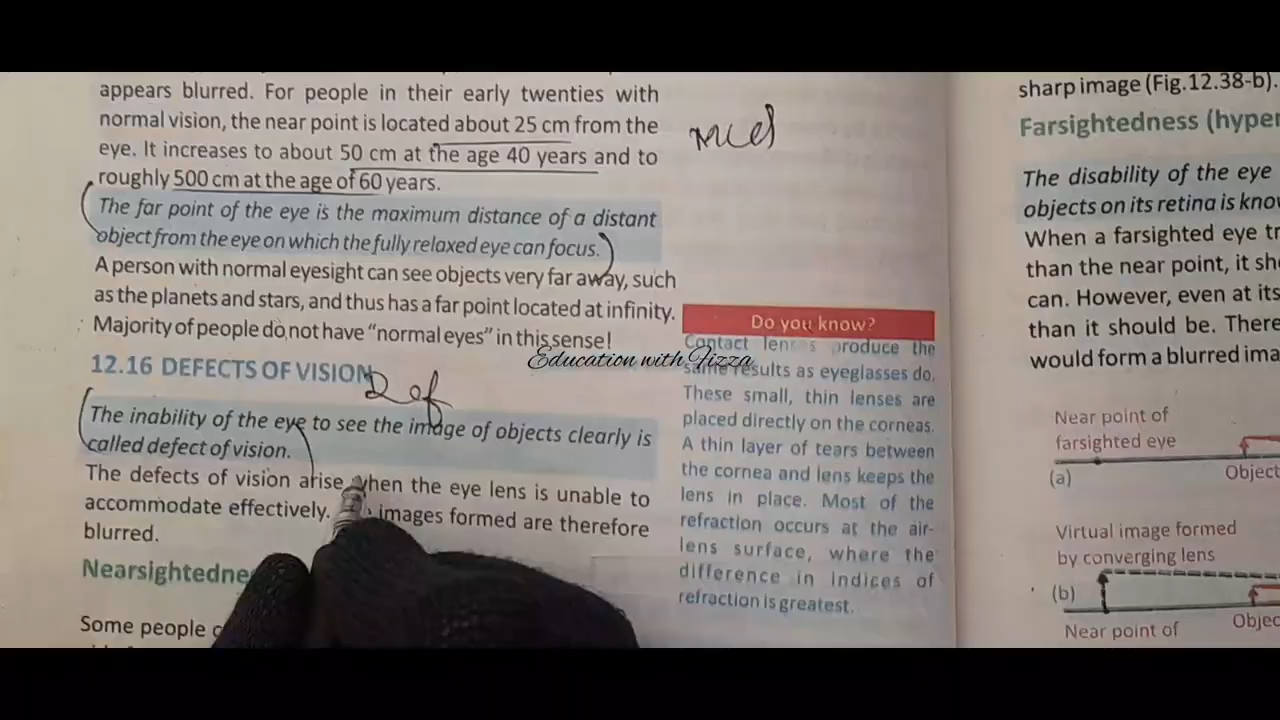 appears blurred. For people in their early twenties with
normal vision, the near point is located about 25 cm from the
eye. It increases to about 50 cm at the age 40 years and to
roughly 500 cm at the age of 60 years.
The far point of the eye is the maximum distance of a distant
object from the eye on which the fully relaxed eye can focus.
A person with normal eyesight can see objects very far away, such
as the planets and stars, and thus has a far point located at infinity.
Majority of people do not have “normal eyes” in this sense!
12.16 DEFECTS OF VISION
Def
The inability of the eye to see the image of objects clearly is
called defect of vision.
The defects of vision arise when the eye lens is unable to
accommodate effectively. images formed are therefore
blurred.
Nearsightedne
Some people
Do you know?
Contact lenses produce the
same results as eyeglasses do.
These small, thin lenses are
placed directly on the corneas.
A thin layer of tears between
the cornea and lens keeps the
lens in place. Most of the
refraction occurs at the air-
lens surface, where the
difference in indices of
refraction is greatest.
Education with Fizza
sharp image (Fig.12.38-b).
Farsightedness (hyper
The disability of the eye
objects on its retina is know
When a farsighted eye tr
than the near point, it sh
can. However, even at its
than it should be. There
would form a blurred ima
Near point of
farsighted eye
(a)
Object
Virtual image formed
by converging lens
(b)
Objec
Near point of